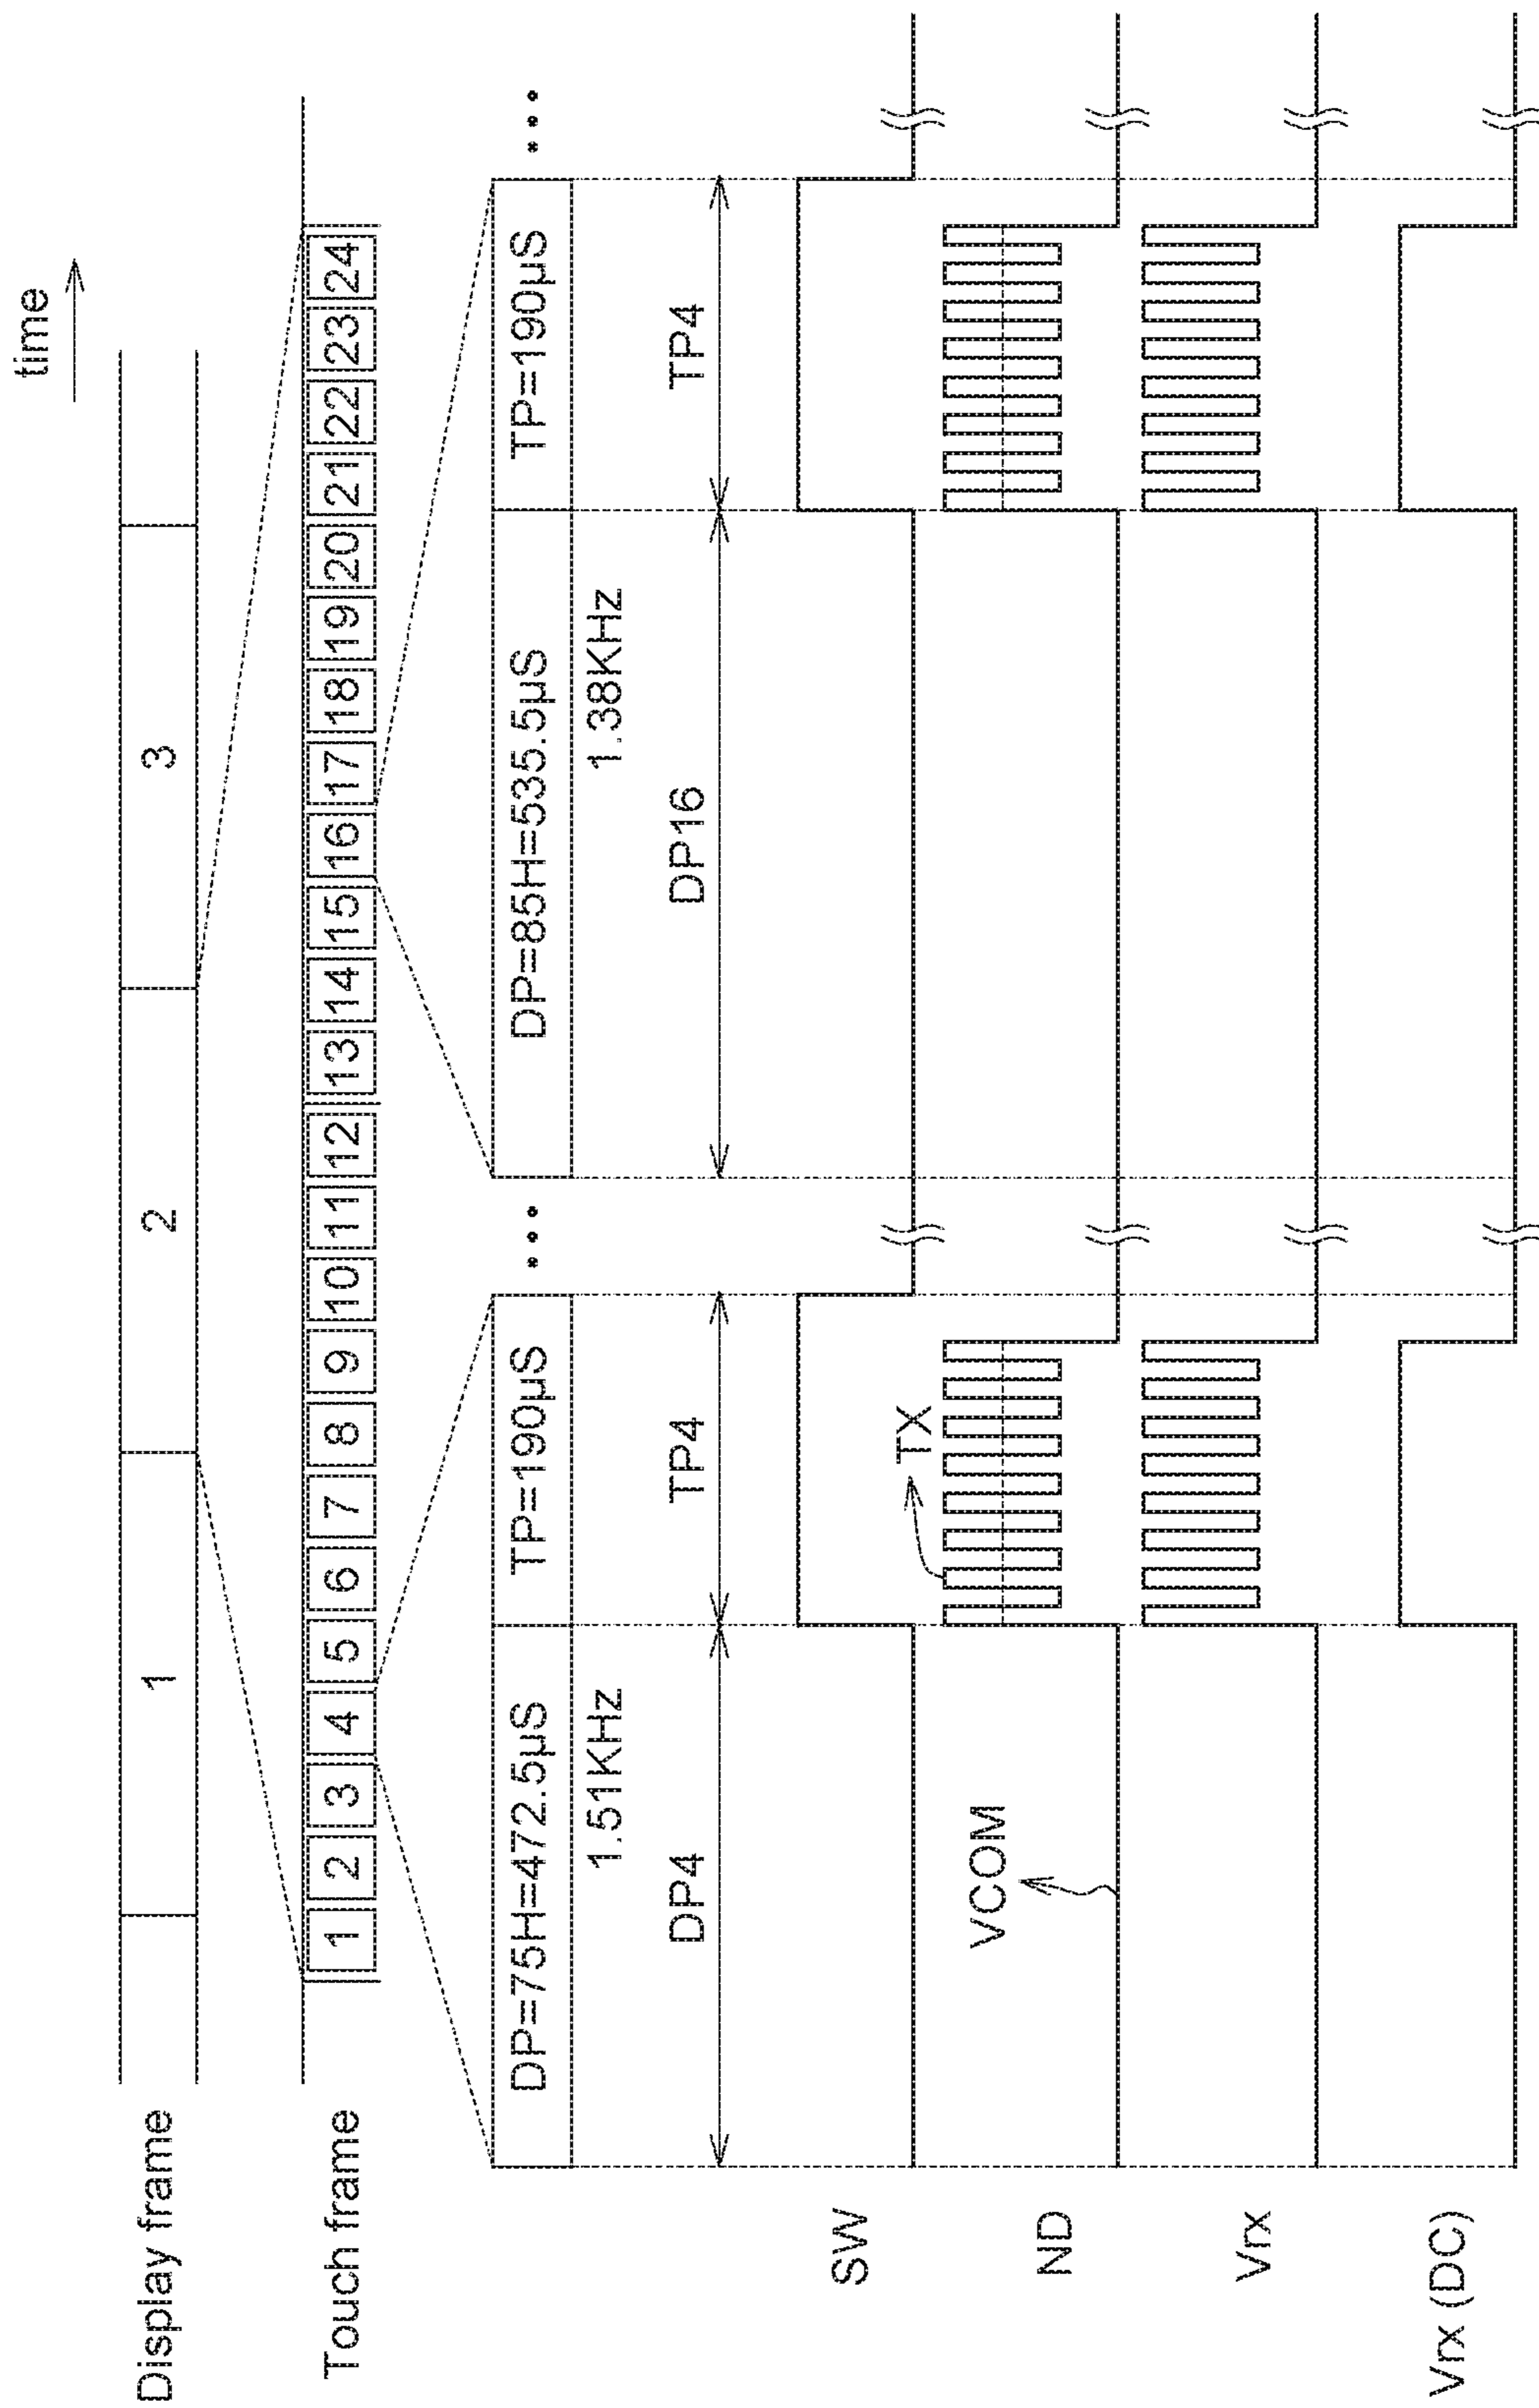 time
Display frame
1
2
3
Touch frame
1 2 3 4 5 6 7 8 9 10 11 12 13 14 15 16 17 18 19 20 21 22 23 24
DP=75H=472.5µS TP=190µS ••• DP=85H=535.5µS TP=190µS •••
1.51KHz 1.38KHz
DP4 TP4 DP16 TP4
SW
TX
ND
VCOM
Vrx
Vrx (DC)